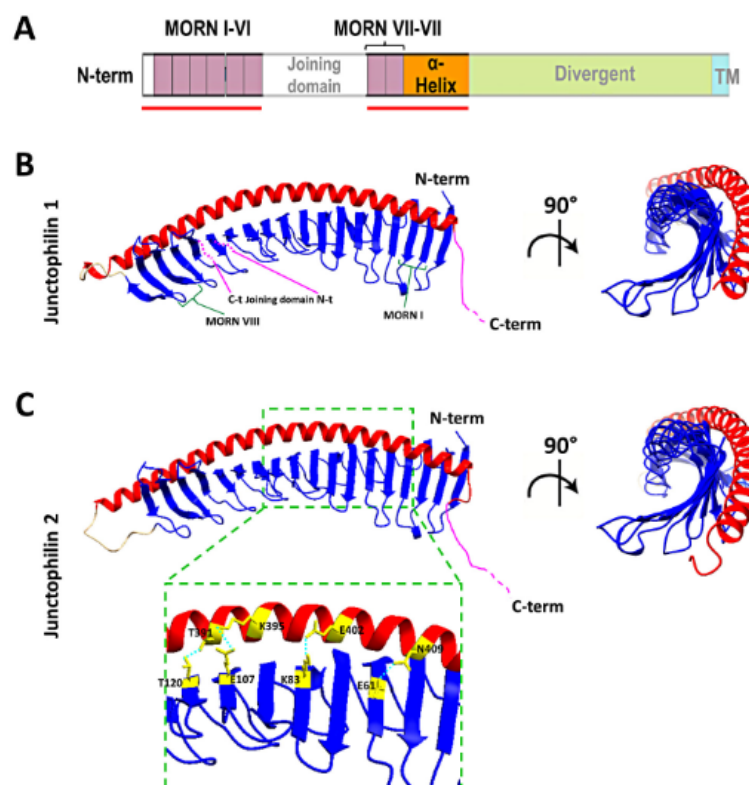 A
MORN I-VI
MORN VII-VII
N-term
Joining
domain
α-
Helix
Divergent
TM
B
Junctophilin 1
N-term
90°
C-t Joining domain N-t
MORN VIII
MORN I
C-term
C
Junctophilin 2
N-term
90°
C-term
T391
K395
E402
N409
T120
E107
K83
E61